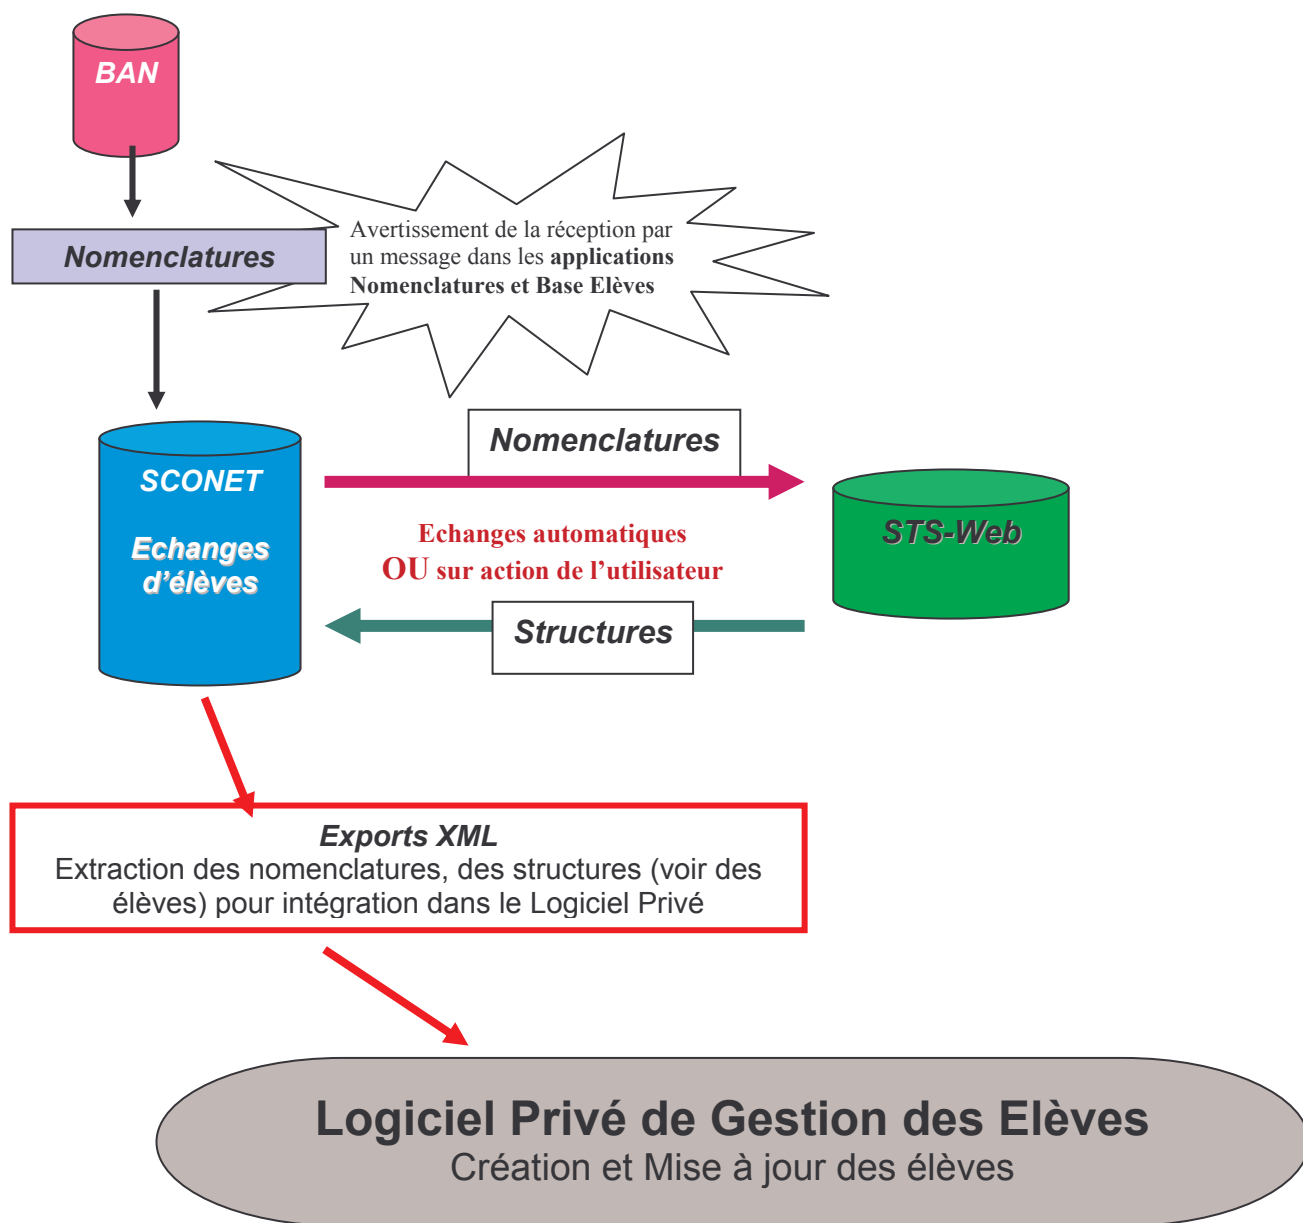 BAN
Nomenclatures
Avertissement de la réception par
un message dans les applications
Nomenclatures et Base Elèves
SCONET
Echanges
d'élèves
Nomenclatures
Echanges automatiques
OU sur action de l'utilisateur
Structures
STS-Web
Exports XML
Extraction des nomenclatures, des structures (voir des
élèves) pour intégration dans le Logiciel Privé
Logiciel Privé de Gestion des Elèves
Création et Mise à jour des élèves